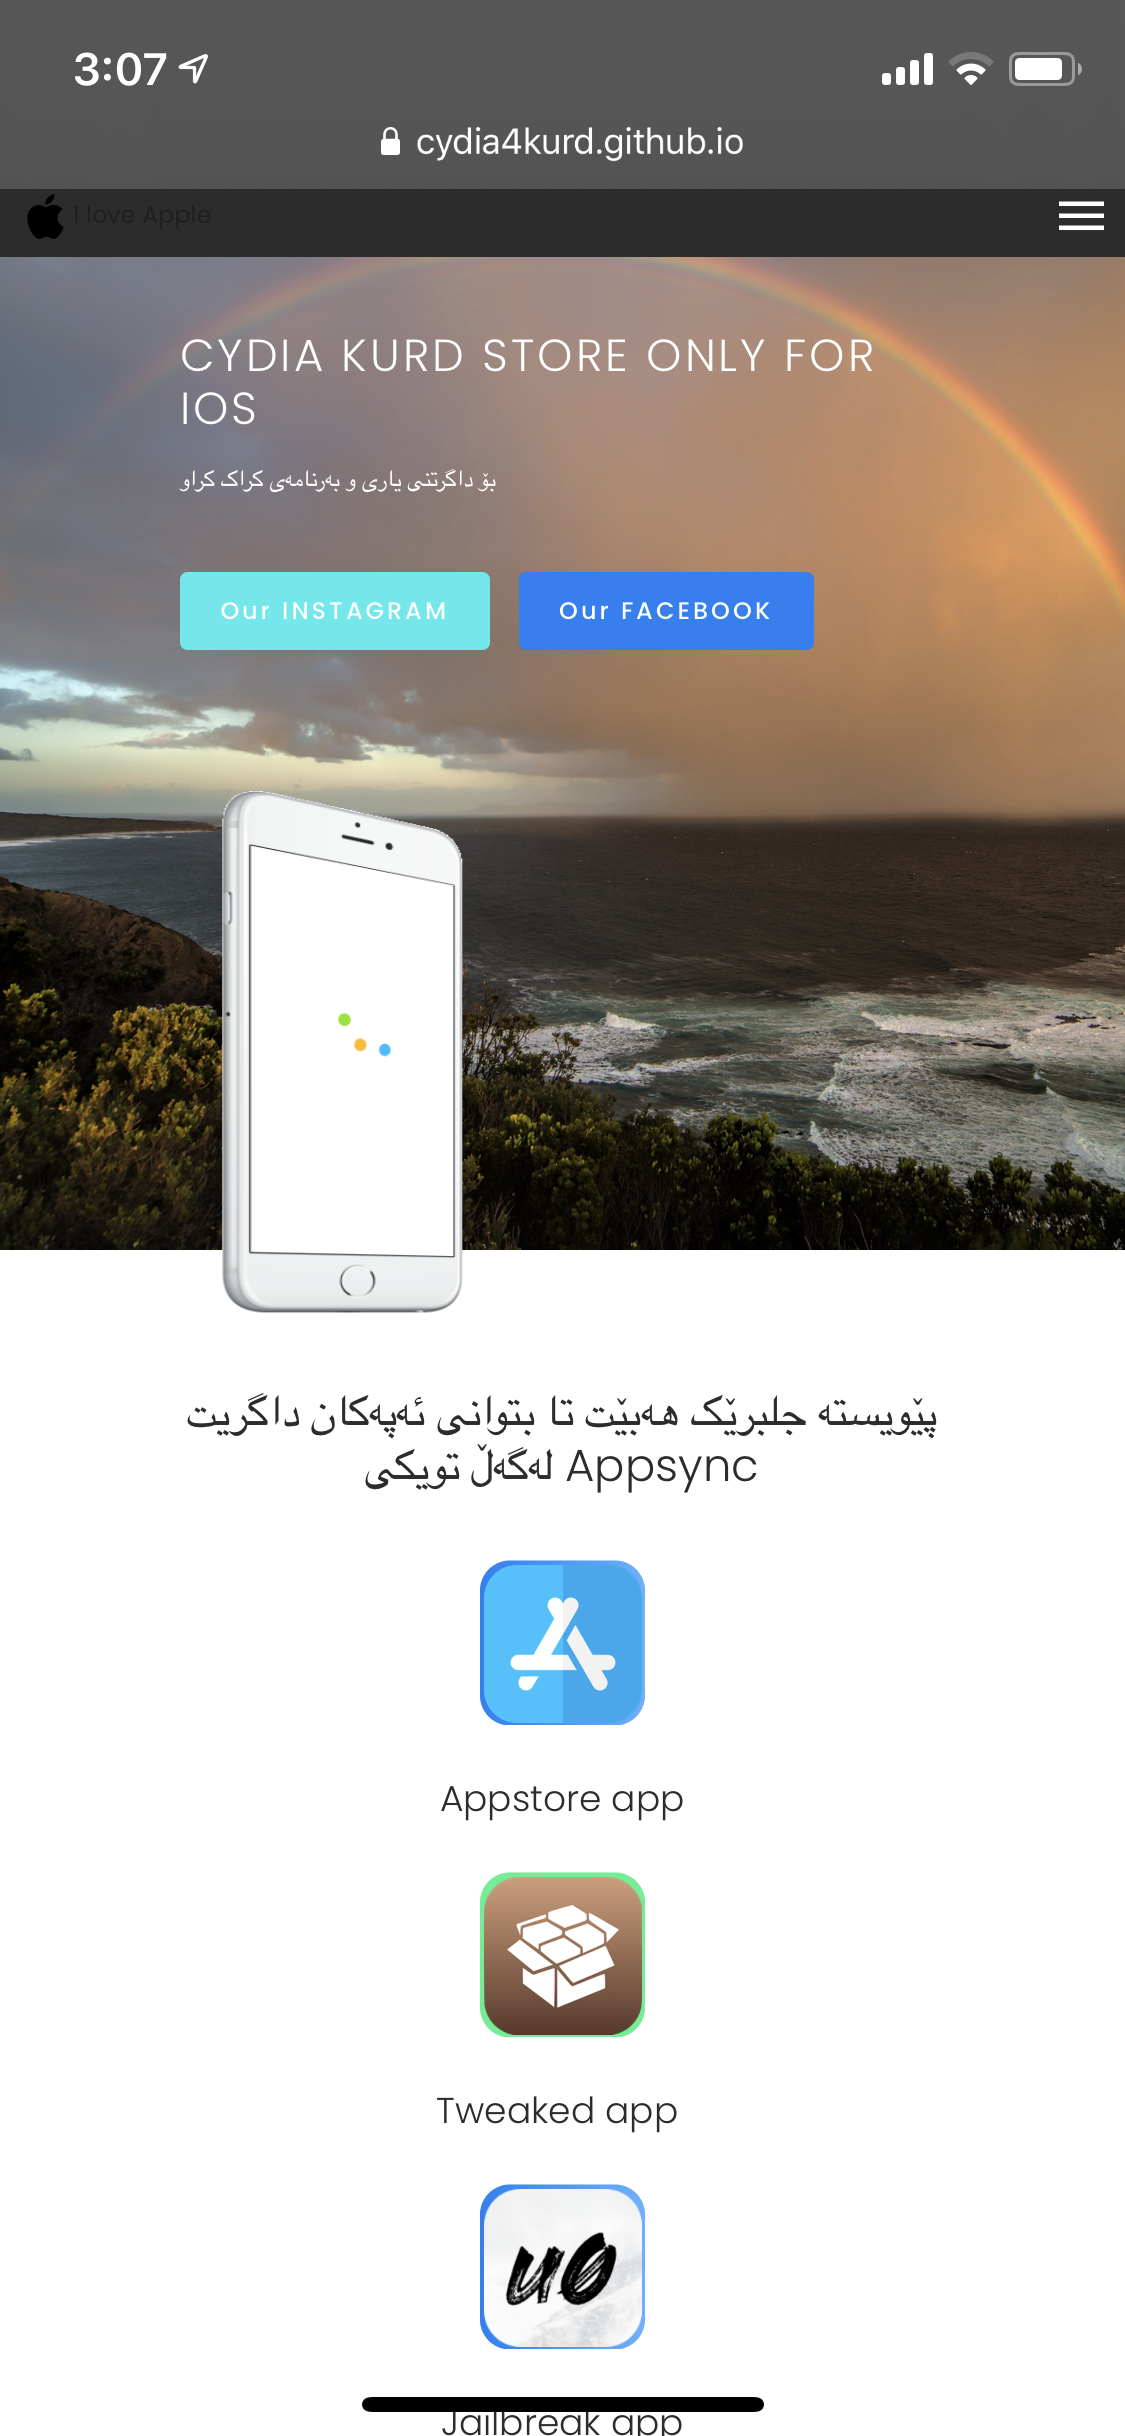 3:07
cydia4kurd.github.io
I love Apple
CYDIA KURD STORE ONLY FOR
IOS
بۆ داگرتنی یاری و بەرنامەی کراک کراو
Our INSTAGRAM
Our FACEBOOK
پێویستە جلبرێک هەبێت تا بتوانی ئەپەکان داگریت
لەگەڵ تویکی Appsync
Appstore app
Tweaked app
u0
Jailbreak app